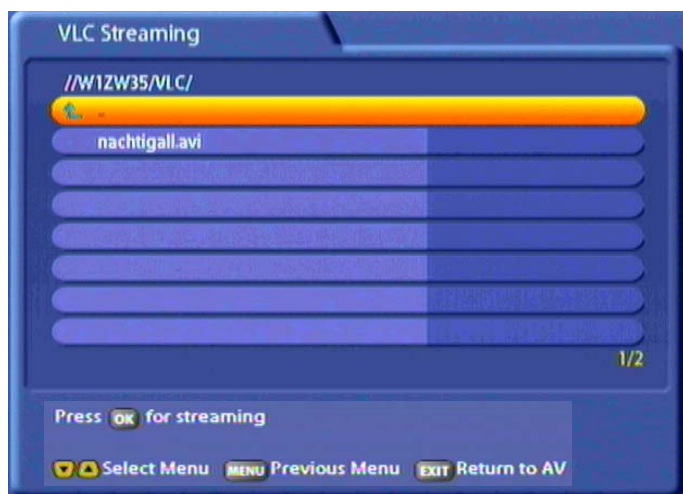 VLC Streaming
//W1ZW35/VLC/
..
nachtigall.avi
1/2
Press OK for streaming
Select Menu MENU Previous Menu EXIT Return to AV